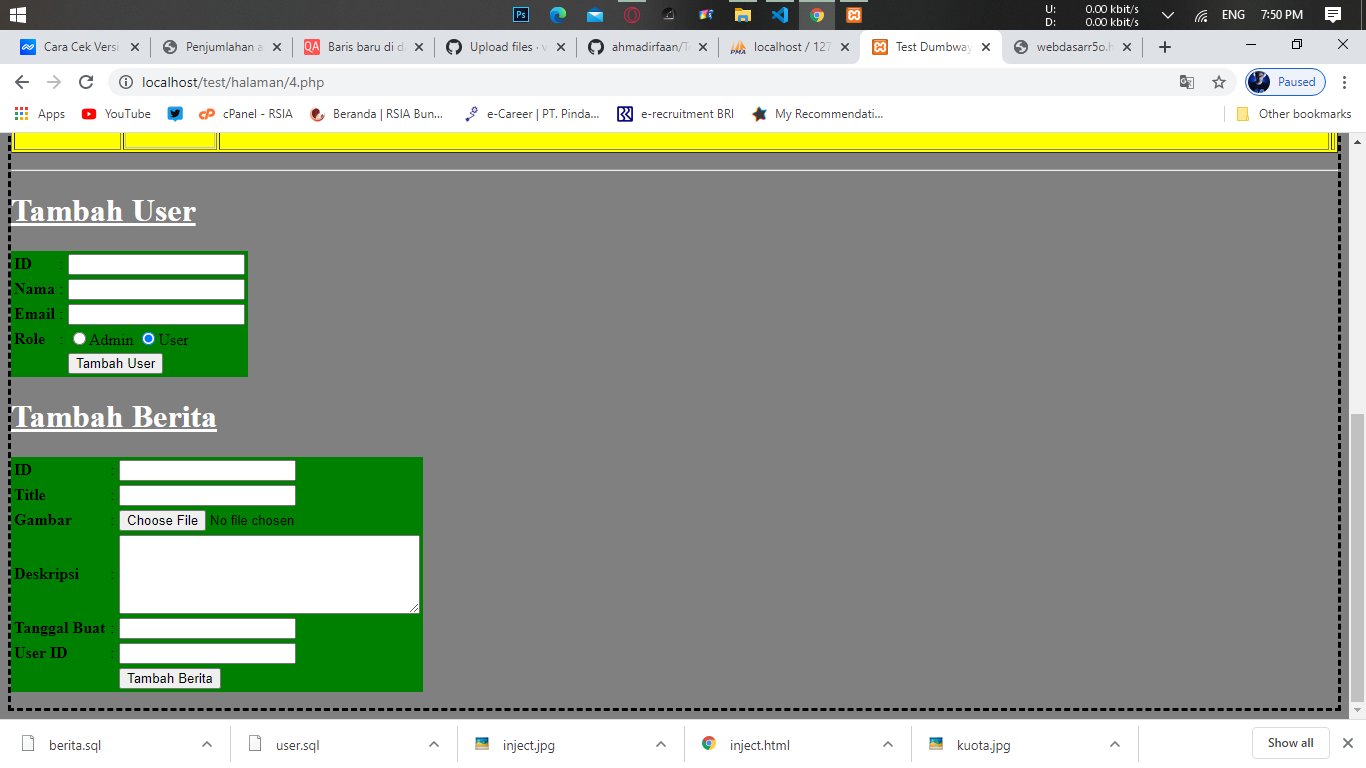 U: 0.00 kbit/s
D: 0.00 kbit/s
ENG 7:50 PM
Cara Cek Versi
Penjumlahan a
QA Baris baru di d
Upload files · v
ahmadirfaan/Te
PMA localhost / 127
Test Dumbway
webdasarr5o.h
localhost/test/halaman/4.php
Paused
Apps
YouTube
cPanel - RSIA
Beranda | RSIA Bun...
e-Career | PT. Pinda...
e-recruitment BRI
My Recommendati...
Other bookmarks
Tambah User
ID :
Nama :
Email :
Role : Admin User
Tambah User
Tambah Berita
ID :
Title :
Gambar : Choose File No file chosen
Deskripsi :
Tanggal Buat :
User ID :
Tambah Berita
berita.sql
user.sql
inject.jpg
inject.html
kuota.jpg
Show all